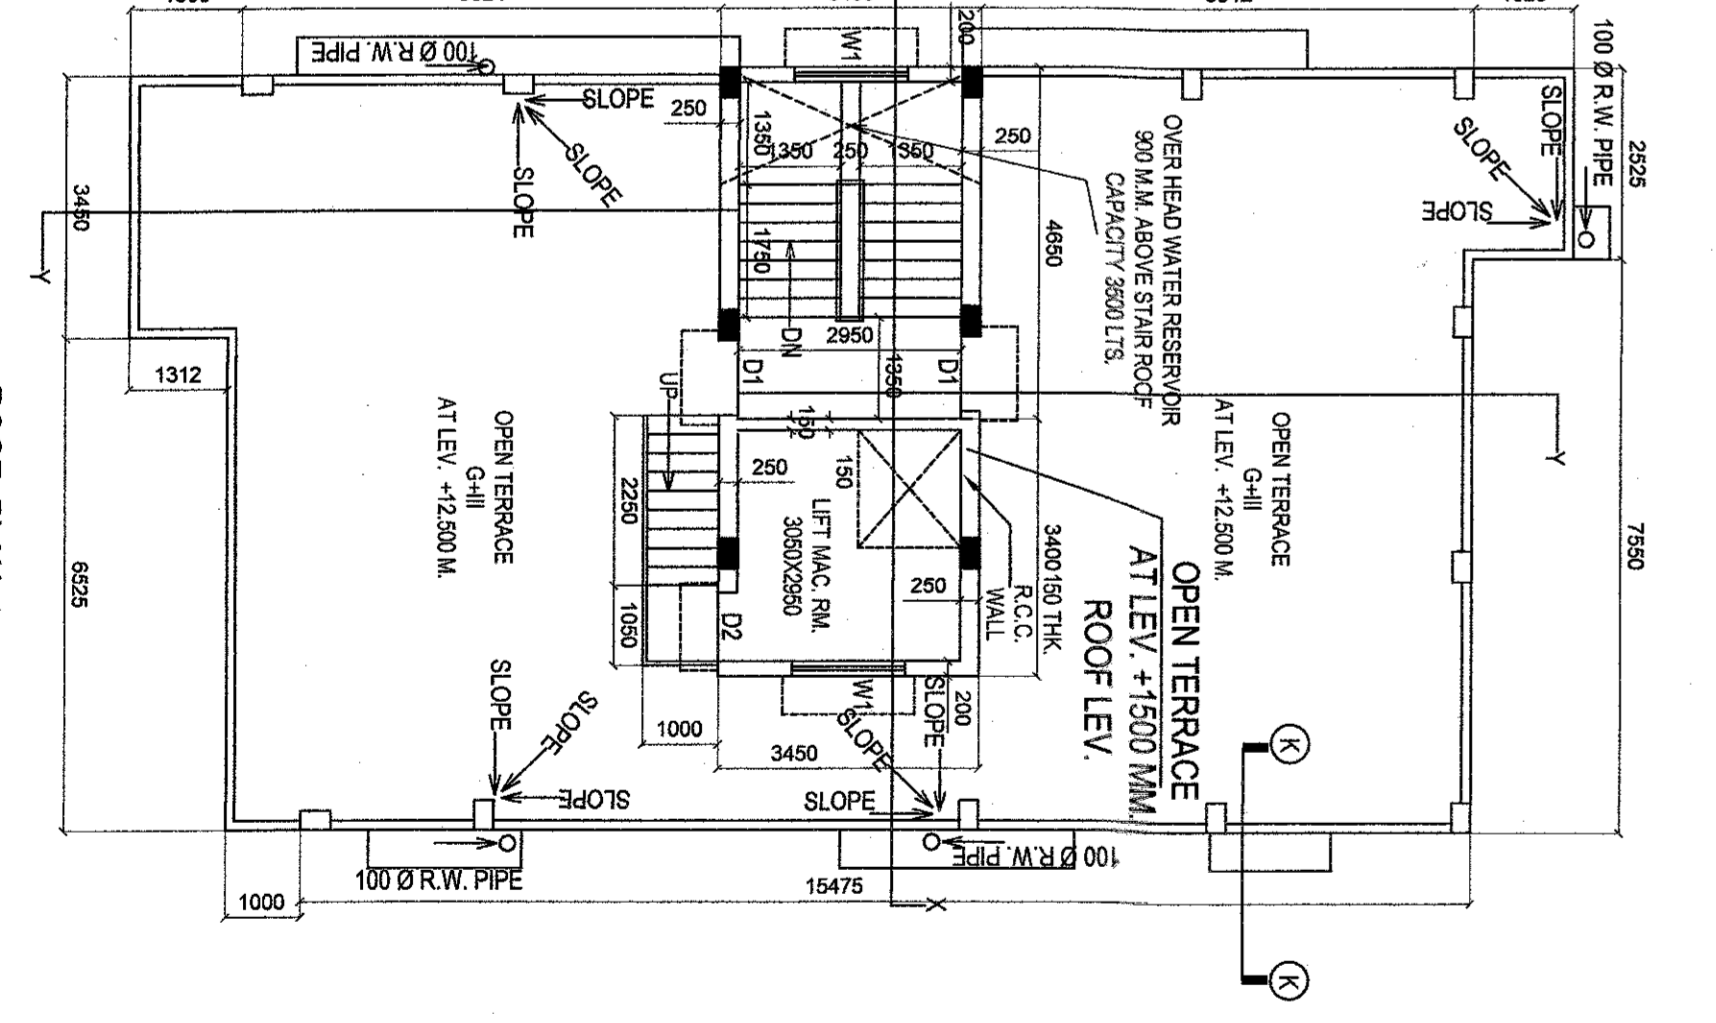 200
W1
100 Ø R.W. PIPE
100 Ø R.W. PIPE
SLOPE
SLOPE
SLOPE
250
1350
1350
250
350
250
OVER HEAD WATER RESERVOIR
900 M.M. ABOVE STAIR ROOF
CAPACITY 3500 LTS.
SLOPE
SLOPE
SLOPE
2525
3450
Y
1750
DN
4650
2950
D1
D1
1350
1312
UP
150
Y
OPEN TERRACE
G+III
AT LEV. +12.500 M.
250
150
2250
LIFT MAC. RM.
3050X2950
250
3400
150 THK.
R.C.C.
WALL
OPEN TERRACE
G+III
AT LEV. +12.500 M.
OPEN TERRACE
AT LEV. +1500 MM.
ROOF LEV.
7550
6525
1050
D2
W1
200
SLOPE
SLOPE
SLOPE
SLOPE
SLOPE
SLOPE
1000
3450
K
100 Ø R.W. PIPE
100 Ø R.W. PIPE
15475
1000
X
K